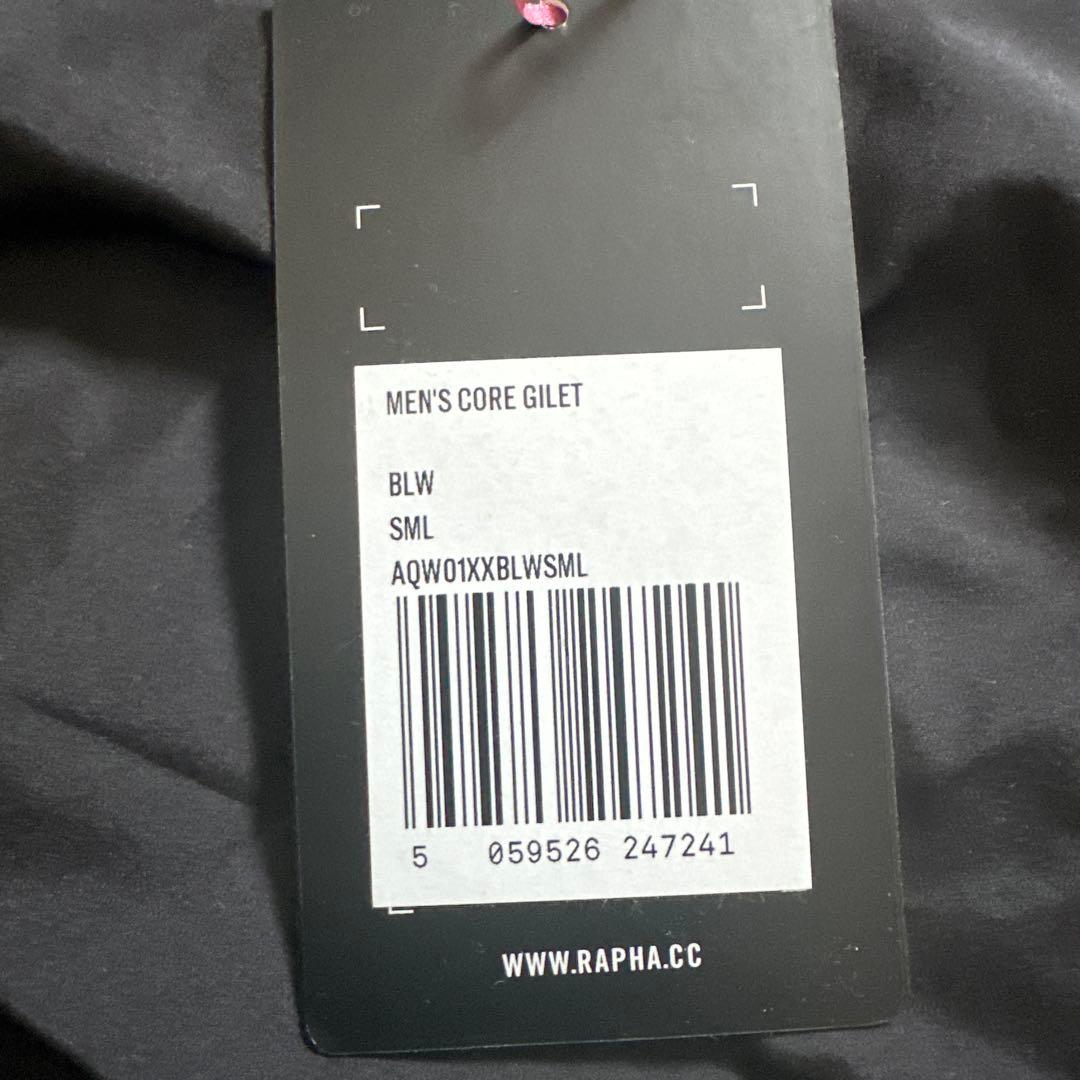 MEN'S CORE GILET
BLW
SML
AQW01XXBLWSML
5 059526 247241
WWW.RAPHA.CC